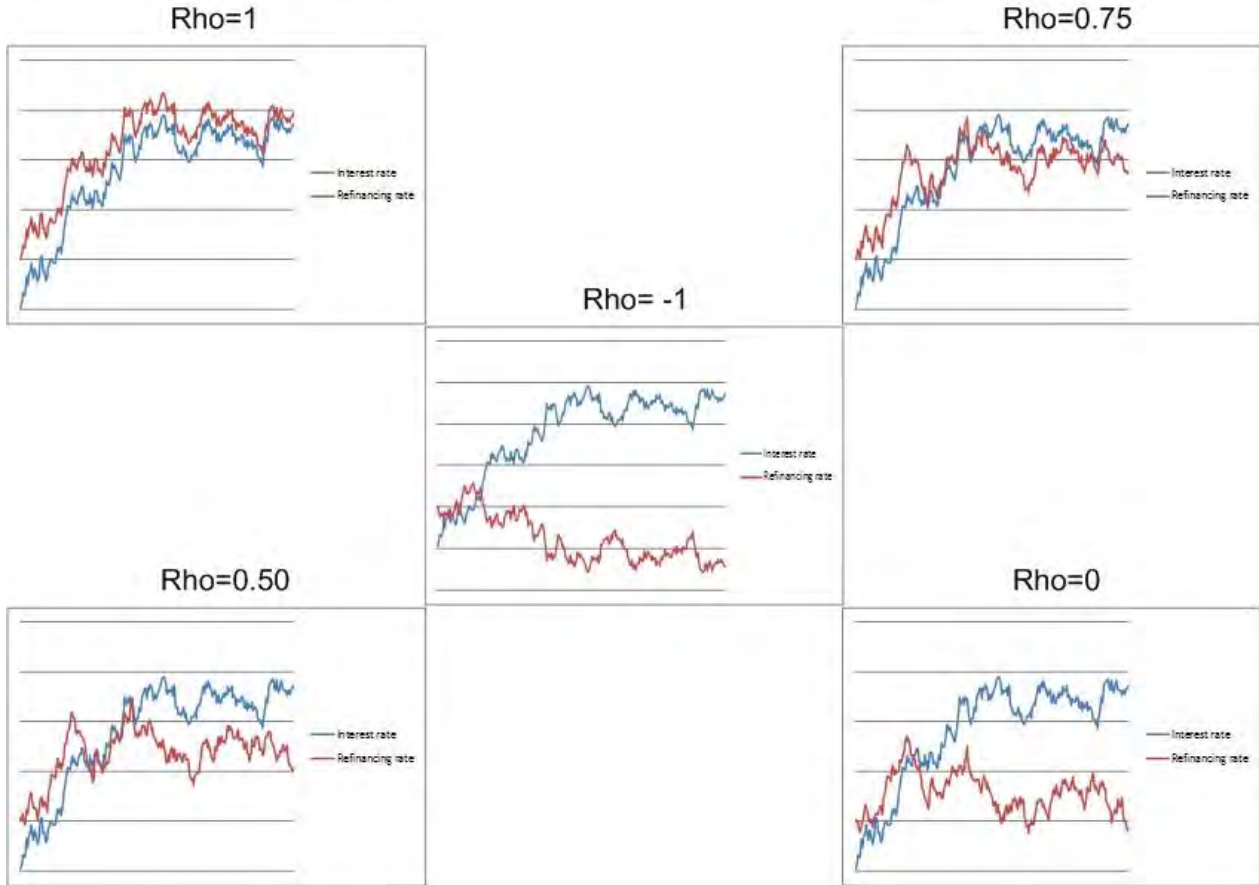 Rho=1
Rho=0.75
Interest rate
Refinancing rate
Interest rate
Refinancing rate
Rho= -1
Interest rate
Refinancing rate
Rho=0.50
Rho=0
Interest rate
Refinancing rate
Interest rate
Refinancing rate